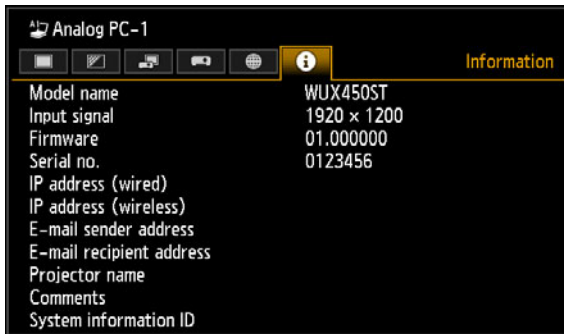 Analog PC-1
Information
Model name WUX450ST
Input signal 1920 × 1200
Firmware 01.000000
Serial no. 0123456
IP address (wired)
IP address (wireless)
E-mail sender address
E-mail recipient address
Projector name
Comments
System information ID